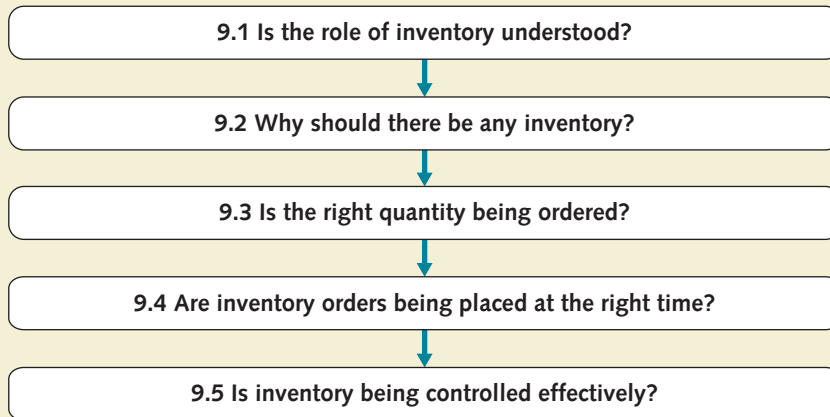 9.1 Is the role of inventory understood?
9.2 Why should there be any inventory?
9.3 Is the right quantity being ordered?
9.4 Are inventory orders being placed at the right time?
9.5 Is inventory being controlled effectively?